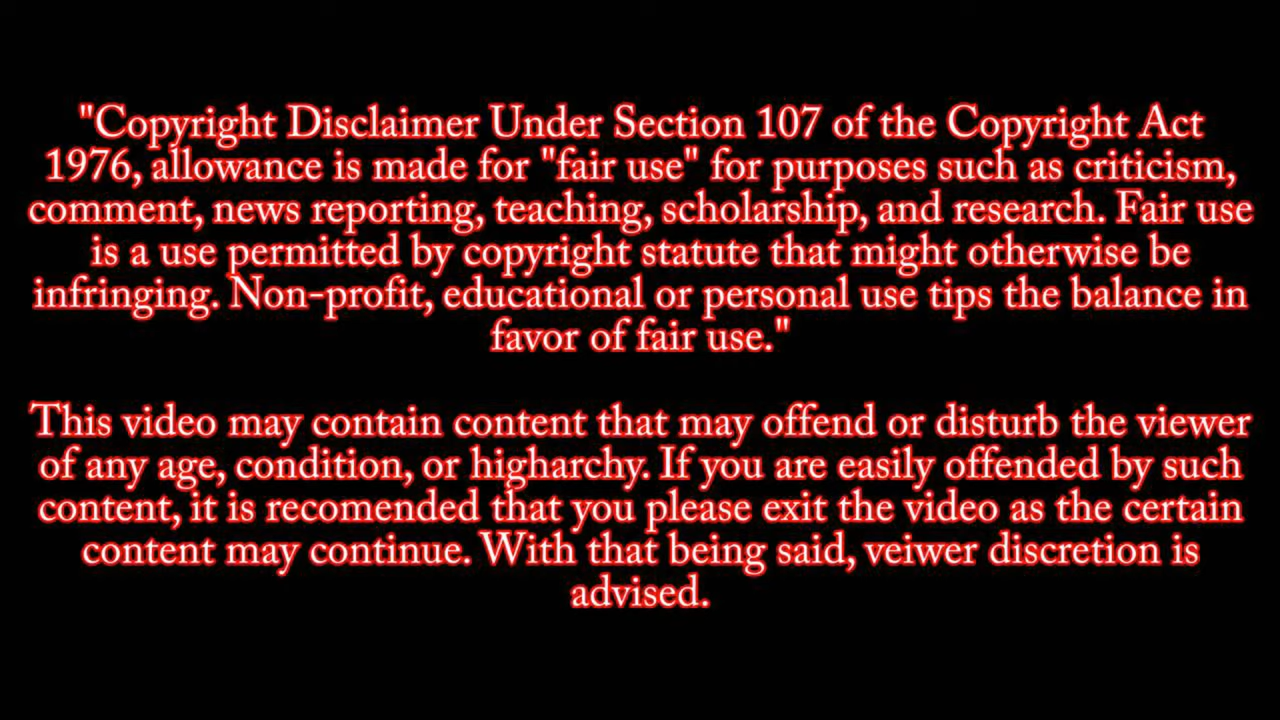 "Copyright Disclaimer Under Section 107 of the Copyright Act
1976, allowance is made for "fair use" for purposes such as criticism,
comment, news reporting, teaching, scholarship, and research. Fair use
is a use permitted by copyright statute that might otherwise be
infringing. Non-profit, educational or personal use tips the balance in
favor of fair use."
This video may contain content that may offend or disturb the viewer
of any age, condition, or higharchy. If you are easily offended by such
content, it is recomended that you please exit the video as the certain
content may continue. With that being said, veiwer discretion is
advised.